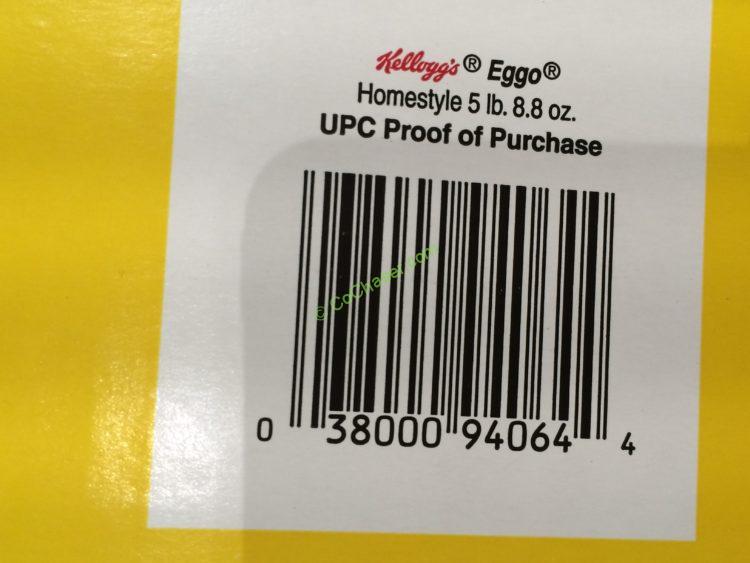 Kellogg's® Eggo®
Homestyle 5 lb. 8.8 oz.
UPC Proof of Purchase
© CoChaser.com
0 38000 94064 4